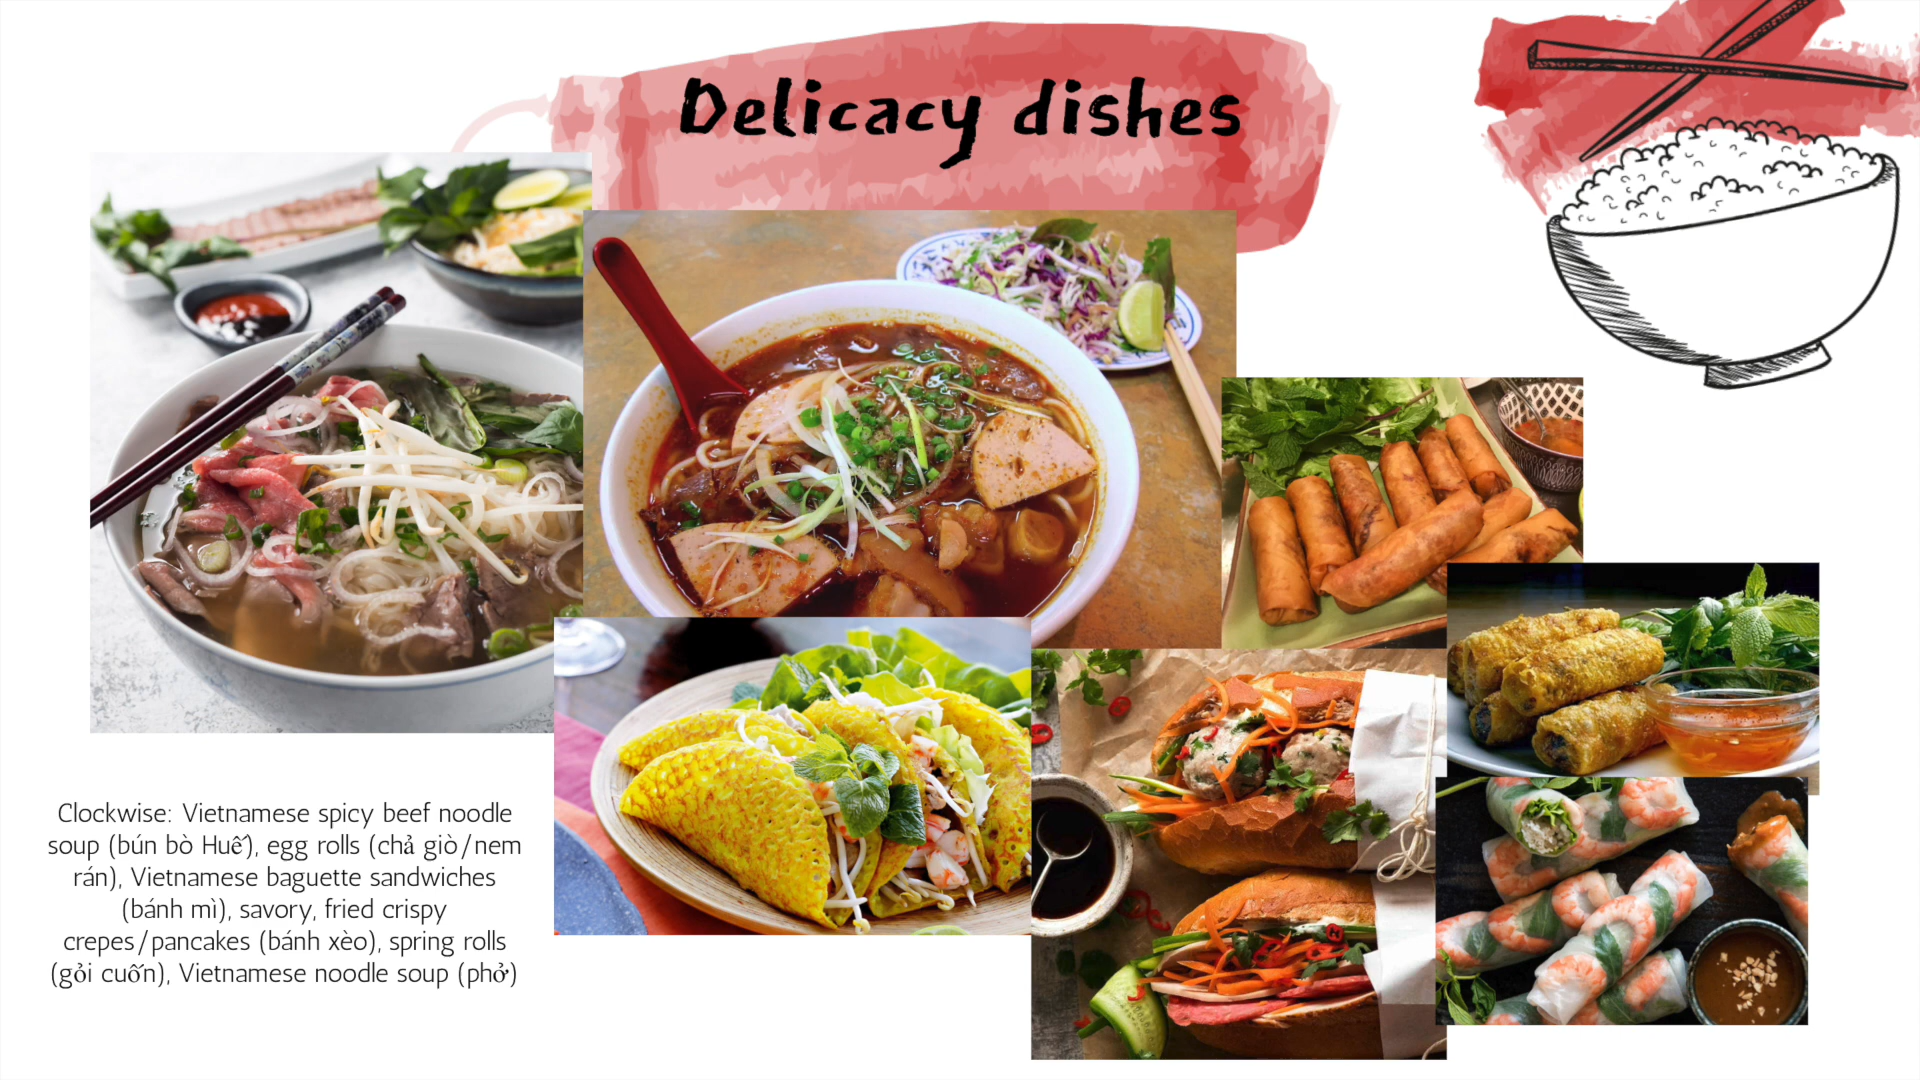 Delicacy dishes
Clockwise: Vietnamese spicy beef noodle
soup (bún bò Huế), egg rolls (chả giò/nem
rán), Vietnamese baguette sandwiches
(bánh mì), savory, fried crispy
crepes/pancakes (bánh xèo), spring rolls
(gỏi cuốn), Vietnamese noodle soup (phở)